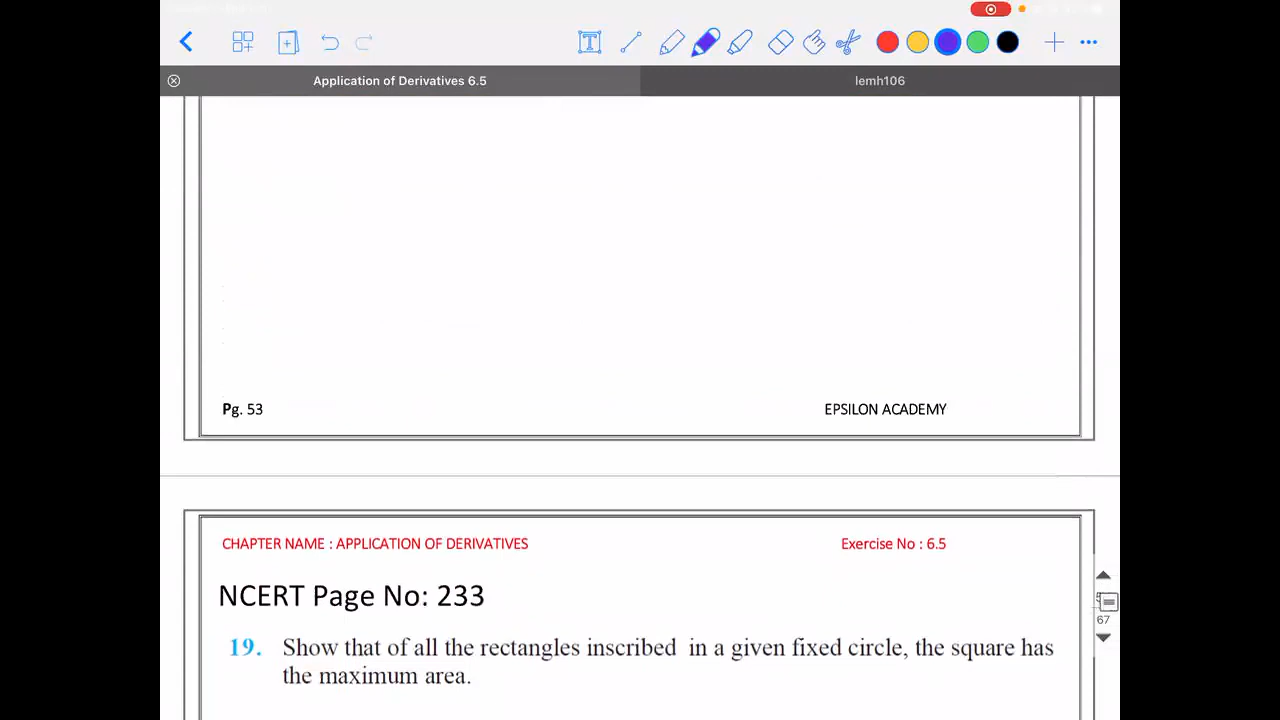 Application of Derivatives 6.5
lemh106
Pg. 53
EPSILON ACADEMY
CHAPTER NAME : APPLICATION OF DERIVATIVES
Exercise No : 6.5
NCERT Page No: 233
67
19. Show that of all the rectangles inscribed in a given fixed circle, the square has
the maximum area.